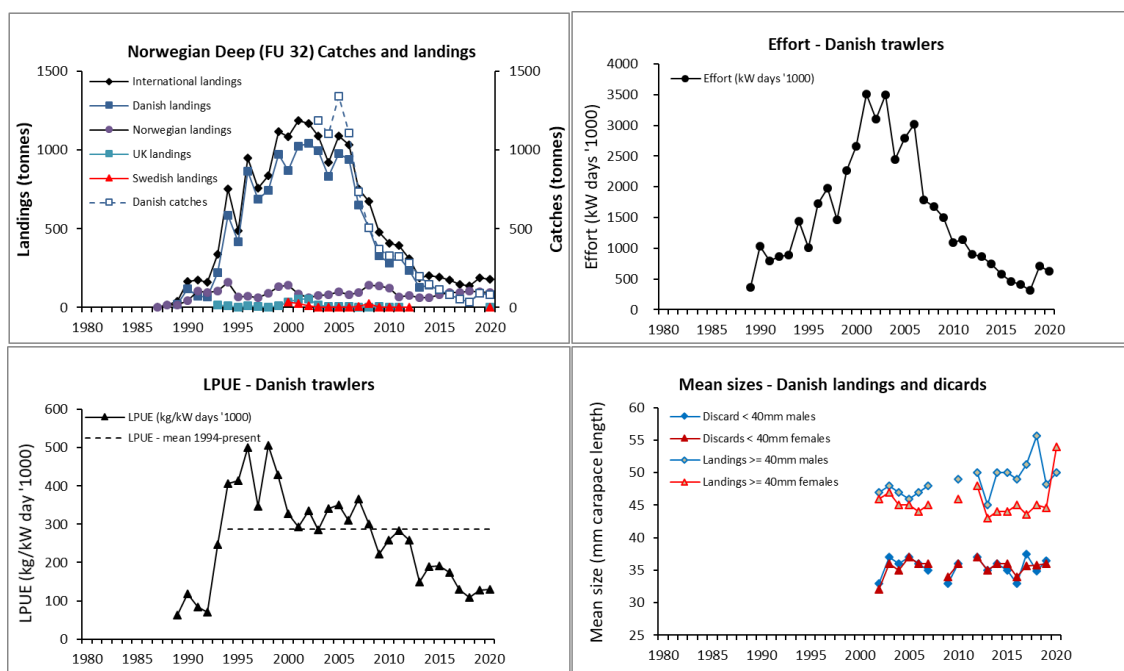 Norwegian Deep (FU 32) Catches and landings
1500
1000
500
0
1500
1000
500
0
Landings (tonnes)
Catches (tonnes)
International landings
Danish landings
Norwegian landings
UK landings
Swedish landings
Danish catches
1980 1985 1990 1995 2000 2005 2010 2015 2020
Effort - Danish trawlers
4000
3500
3000
2500
2000
1500
1000
500
0
Effort (kW days '1000)
Effort (kW days '1000)
1980 1985 1990 1995 2000 2005 2010 2015 2020
LPUE - Danish trawlers
600
500
400
300
200
100
0
LPUE (kg/kW day '1000)
LPUE (kg/kW days '1000)
LPUE - mean 1994-present
1980 1985 1990 1995 2000 2005 2010 2015 2020
Mean sizes - Danish landings and dicards
65
60
55
50
45
40
35
30
25
Mean size (mm carapace length)
Discard < 40mm males
Discards < 40mm females
Landings >= 40mm males
Landings >= 40mm females
1980 1985 1990 1995 2000 2005 2010 2015 2020